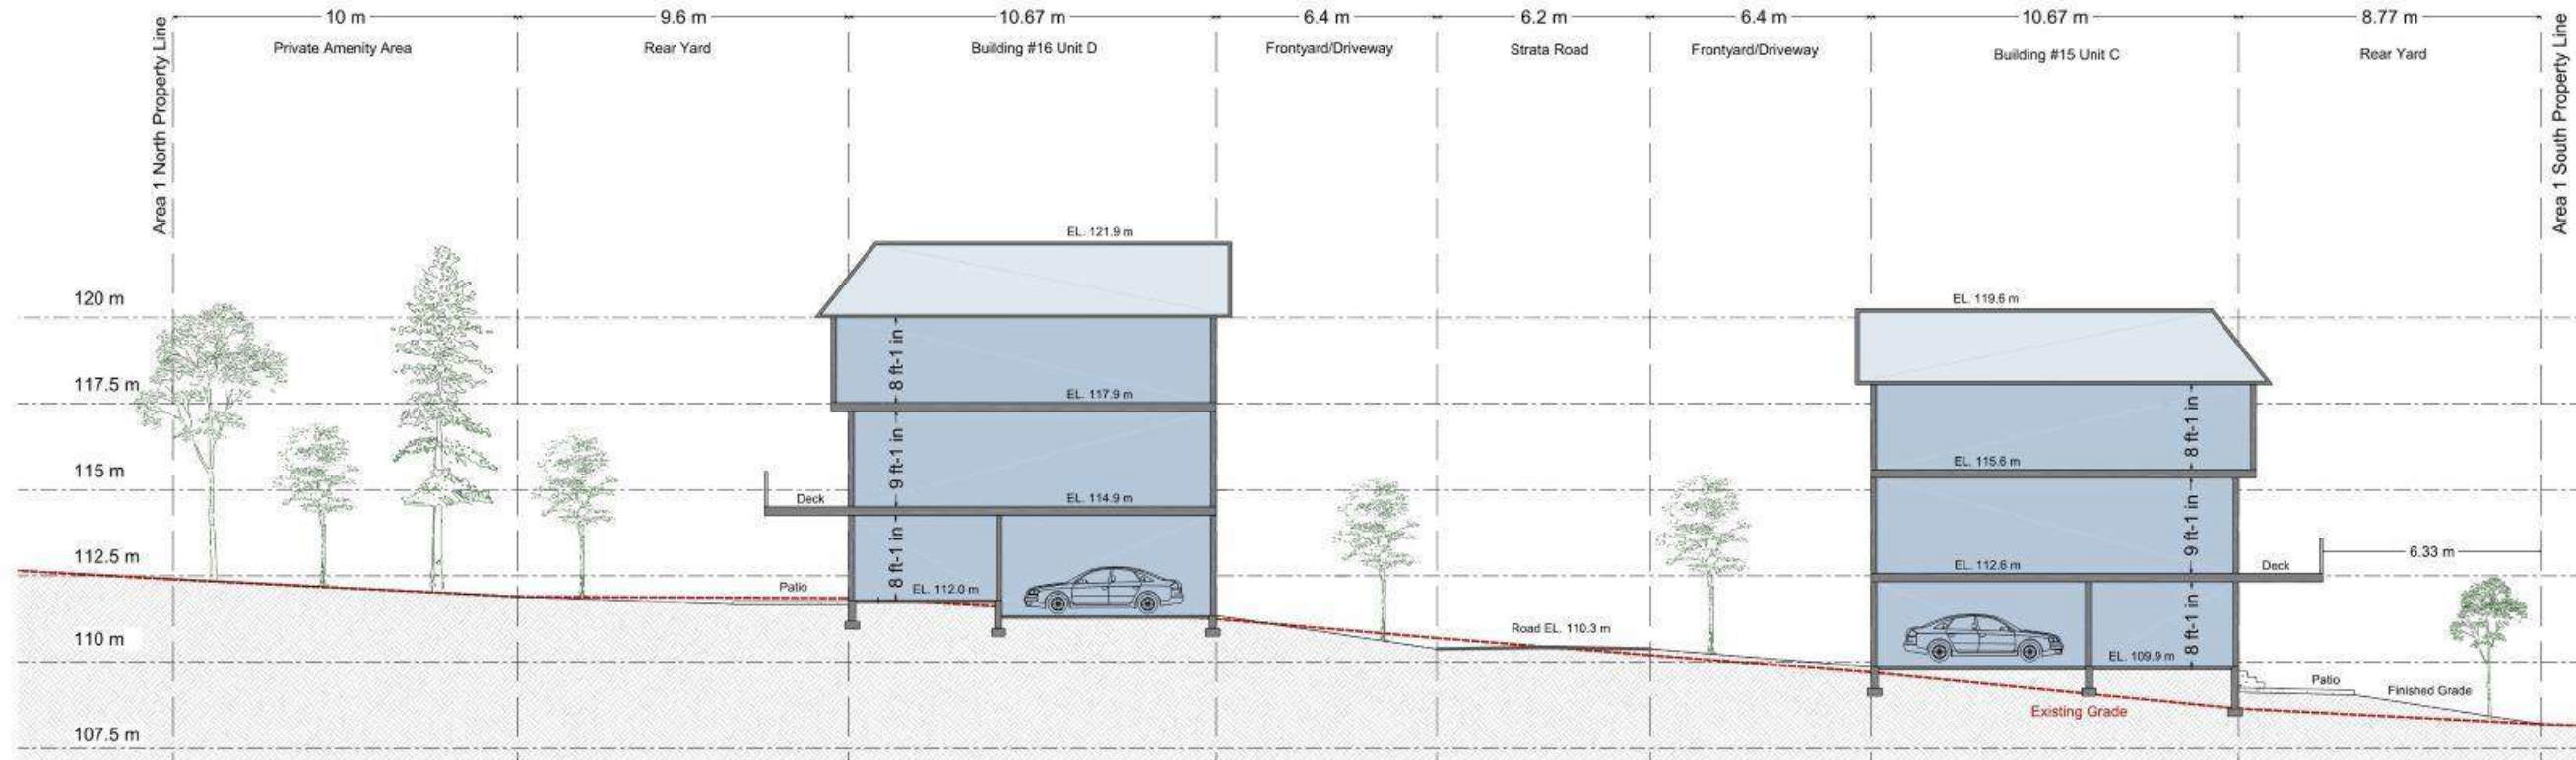 10 m
9.6 m
10.67 m
6.4 m
6.2 m
6.4 m
10.67 m
8.77 m
Area 1 North Property Line
Private Amenity Area
Rear Yard
Building #16 Unit D
Frontyard/Driveway
Strata Road
Frontyard/Driveway
Building #15 Unit C
Rear Yard
Area 1 South Property Line
EL. 121.9 m
120 m
EL. 119.6 m
8 ft-1 in
117.5 m
EL. 117.9 m
8 ft-1 in
9 ft-1 in
115 m
EL. 115.6 m
Deck
EL. 114.9 m
9 ft-1 in
112.5 m
8 ft-1 in
EL. 112.6 m
Deck
6.33 m
Patio
EL. 112.0 m
110 m
Road EL. 110.3 m
8 ft-1 in
EL. 109.9 m
Patio
Finished Grade
Existing Grade
107.5 m